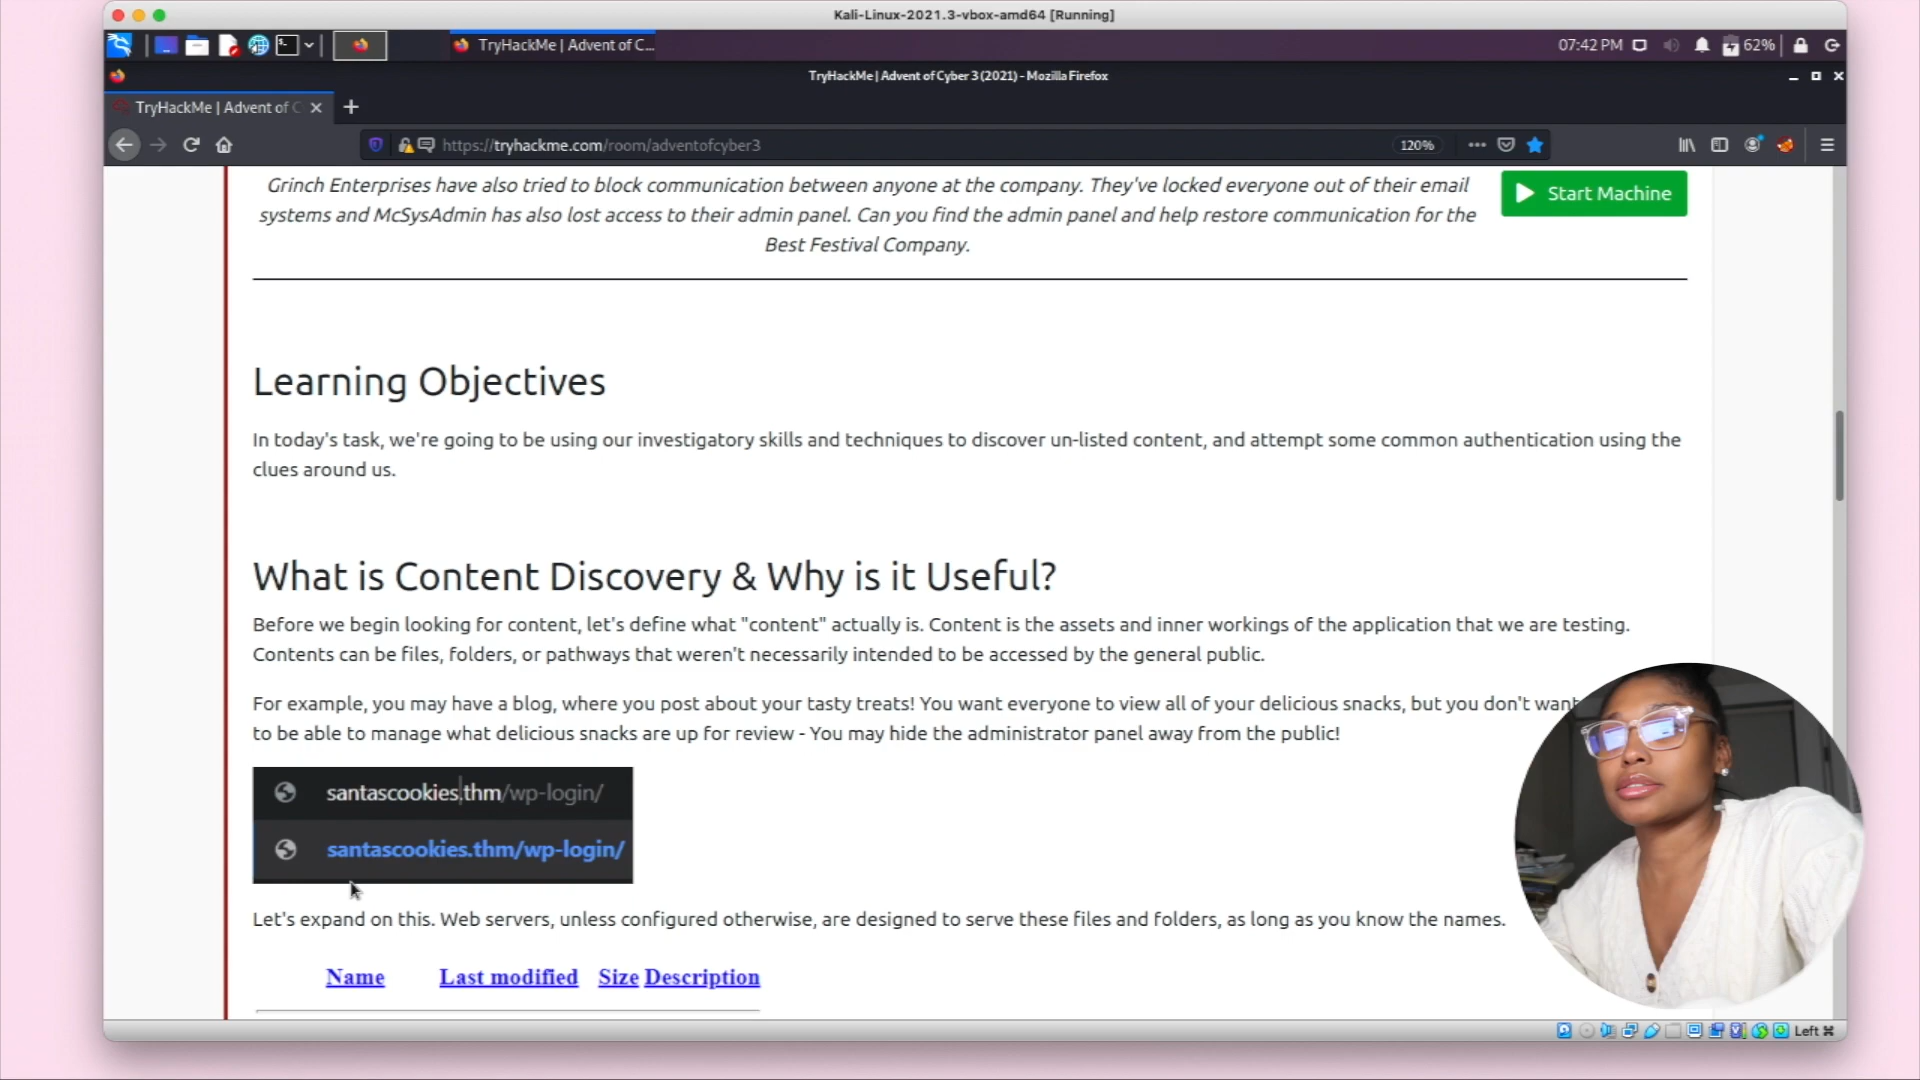 Kali-Linux-2021.3-vbox-amd64 [Running]
TryHackMe | Advent of C...
07:42 PM
62%
TryHackMe | Advent of Cyber 3 (2021) - Mozilla Firefox
TryHackMe | Advent of C
https://tryhackme.com/room/adventofcyber3
120%
Grinch Enterprises have also tried to block communication between anyone at the company. They've locked everyone out of their email
systems and McSysAdmin has also lost access to their admin panel. Can you find the admin panel and help restore communication for the
Best Festival Company.
Start Machine
Learning Objectives
In today's task, we're going to be using our investigatory skills and techniques to discover un-listed content, and attempt some common authentication using the
clues around us.
What is Content Discovery & Why is it Useful?
Before we begin looking for content, let's define what "content" actually is. Content is the assets and inner workings of the application that we are testing.
Contents can be files, folders, or pathways that weren't necessarily intended to be accessed by the general public.
For example, you may have a blog, where you post about your tasty treats! You want everyone to view all of your delicious snacks, but you don't want
to be able to manage what delicious snacks are up for review - You may hide the administrator panel away from the public!
santascookies.thm/wp-login/
santascookies.thm/wp-login/
Let's expand on this. Web servers, unless configured otherwise, are designed to serve these files and folders, as long as you know the names.
Name Last modified Size Description
Left ⌘